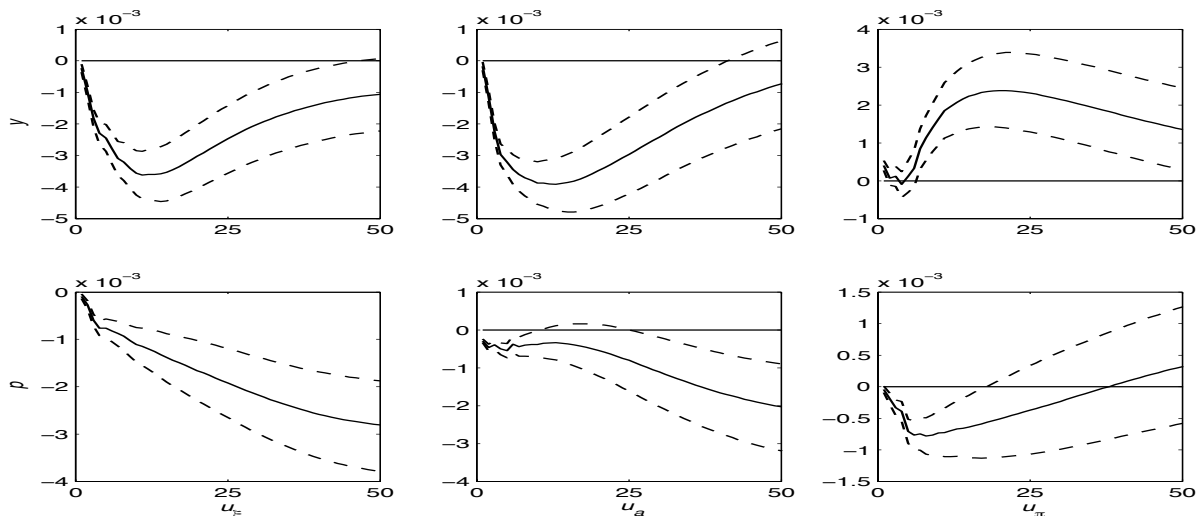 x 10⁻³ x 10⁻³ x 10⁻³
1 1 4
0 0 3
−1 −1
−2 −2 2
−3 −3 1
−4 −4 0
−5 −5 −1
0 25 50 0 25 50 0 25 50
y
x 10⁻³ x 10⁻³ x 10⁻³
0 1 1.5
0 1
−1 0.5
−1
−2 0
−2
−3 −0.5
−3 −1
−4 −4 −1.5
0 25 50 0 25 50 0 25 50
p
u_ξ u_a u_π